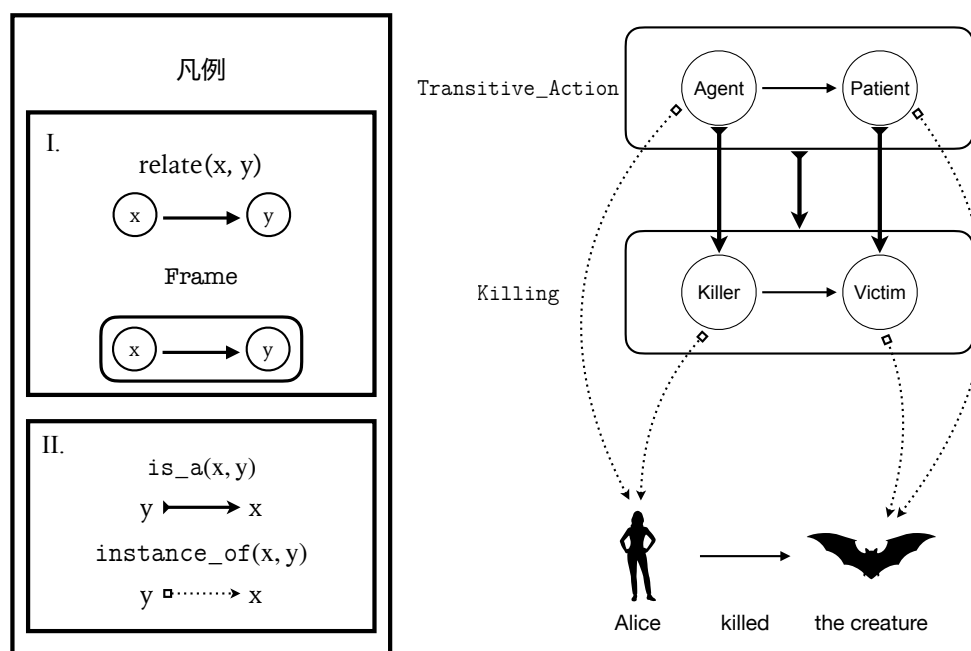 凡例
I.
relate(x, y)
x y
Frame
x y
II.
is_a(x, y)
y x
instance_of(x, y)
y x
Transitive_Action
Agent Patient
Killing
Killer Victim
Alice killed the creature